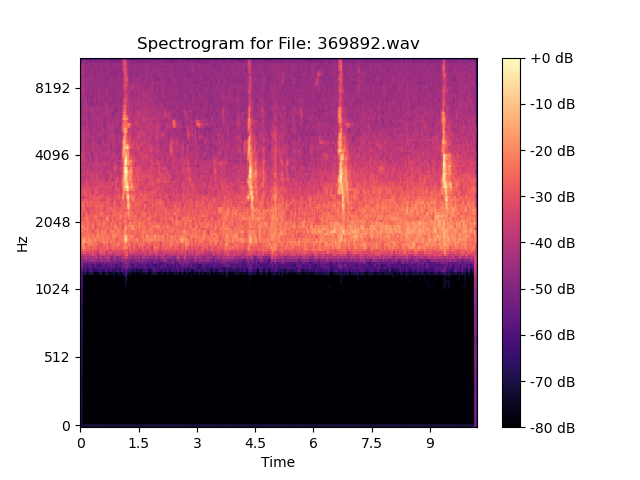 Spectrogram for File: 369892.wav
Hz
8192
4096
2048
1024
512
0
0 1.5 3 4.5 6 7.5 9
Time
+0 dB
-10 dB
-20 dB
-30 dB
-40 dB
-50 dB
-60 dB
-70 dB
-80 dB